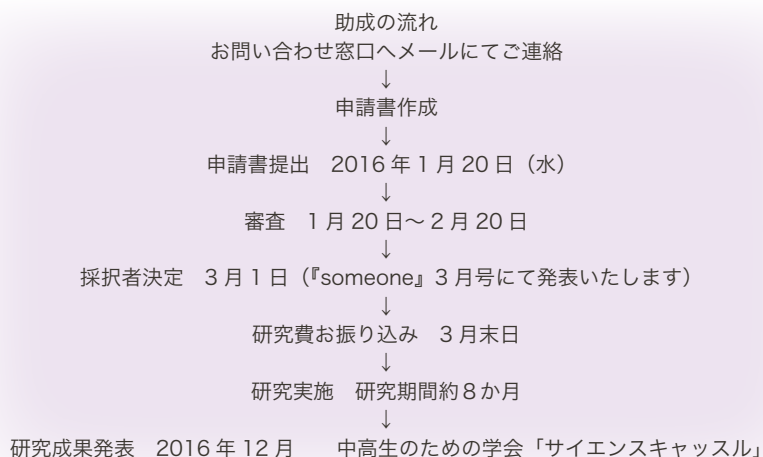 助成の流れ
お問い合わせ窓口へメールにてご連絡
↓
申請書作成
↓
申請書提出　2016 年 1 月 20 日（水）
↓
審査　1 月 20 日〜 2 月 20 日
↓
採択者決定　3 月 1 日（『someone』3 月号にて発表いたします）
↓
研究費お振り込み　3 月末日
↓
研究実施　研究期間約８か月
↓
研究成果発表　2016 年 12 月　　中高生のための学会「サイエンスキャッスル」